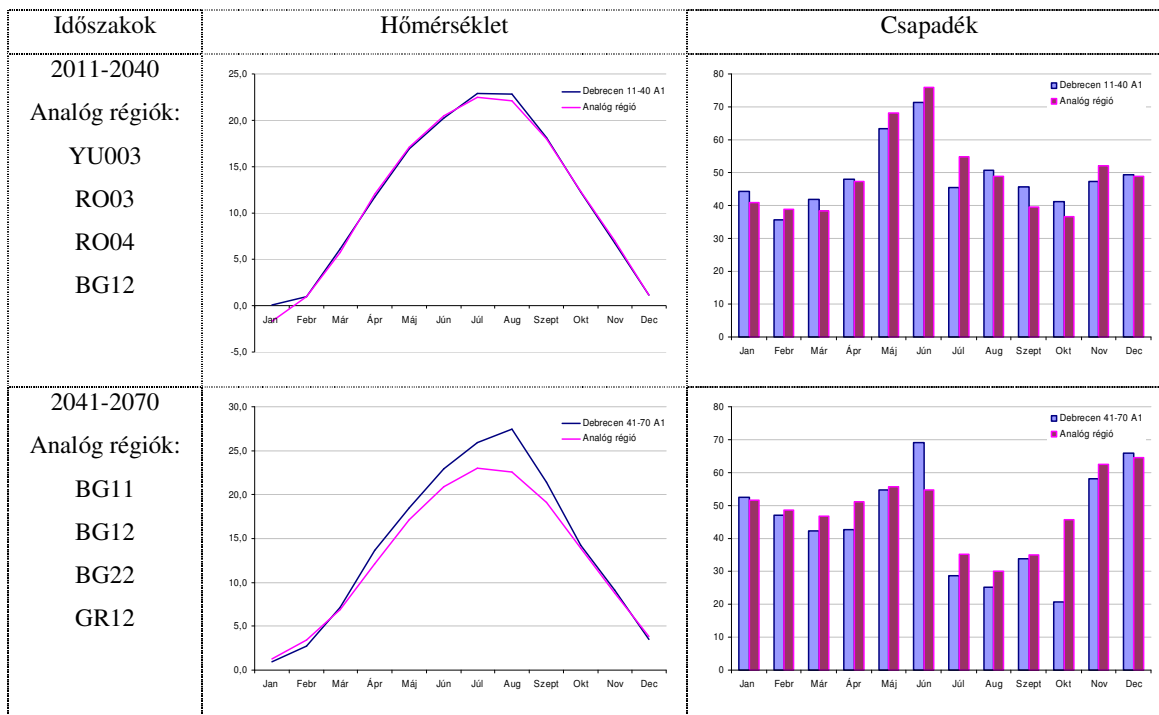 Időszakok Hőmérséklet Csapadék
2011-2040
Analóg régiók:
YU003
RO03
RO04
BG12
25,0
20,0
15,0
10,0
5,0
0,0
-5,0
Debrecen 11-40 A1
Analóg régió
Jan Febr Már Ápr Máj Jún Júl Aug Szept Okt Nov Dec
80
70
60
50
40
30
20
10
0
Debrecen 11-40 A1
Analóg régió
Jan Febr Már Ápr Máj Jún Júl Aug Szept Okt Nov Dec
2041-2070
Analóg régiók:
BG11
BG12
BG22
GR12
30,0
25,0
20,0
15,0
10,0
5,0
0,0
Debrecen 41-70 A1
Analóg régió
Jan Febr Már Ápr Máj Jún Júl Aug Szept Okt Nov Dec
80
70
60
50
40
30
20
10
0
Debrecen 41-70 A1
Analóg régió
Jan Febr Már Ápr Máj Jún Júl Aug Szept Okt Nov Dec